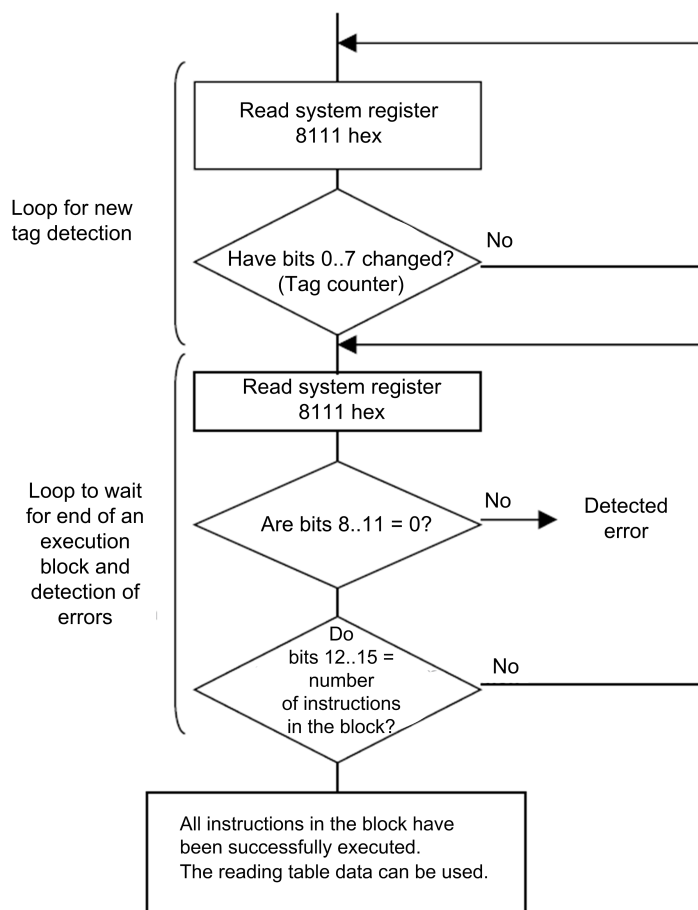 Read system register
8111 hex
Loop for new
tag detection
Have bits 0..7 changed?
(Tag counter)
No
Read system register
8111 hex
Loop to wait
for end of an
execution
block and
detection of
errors
Are bits 8..11 = 0?
No
Detected
error
Do
bits 12..15 =
number
of instructions
in the block?
No
All instructions in the block have
been successfully executed.
The reading table data can be used.